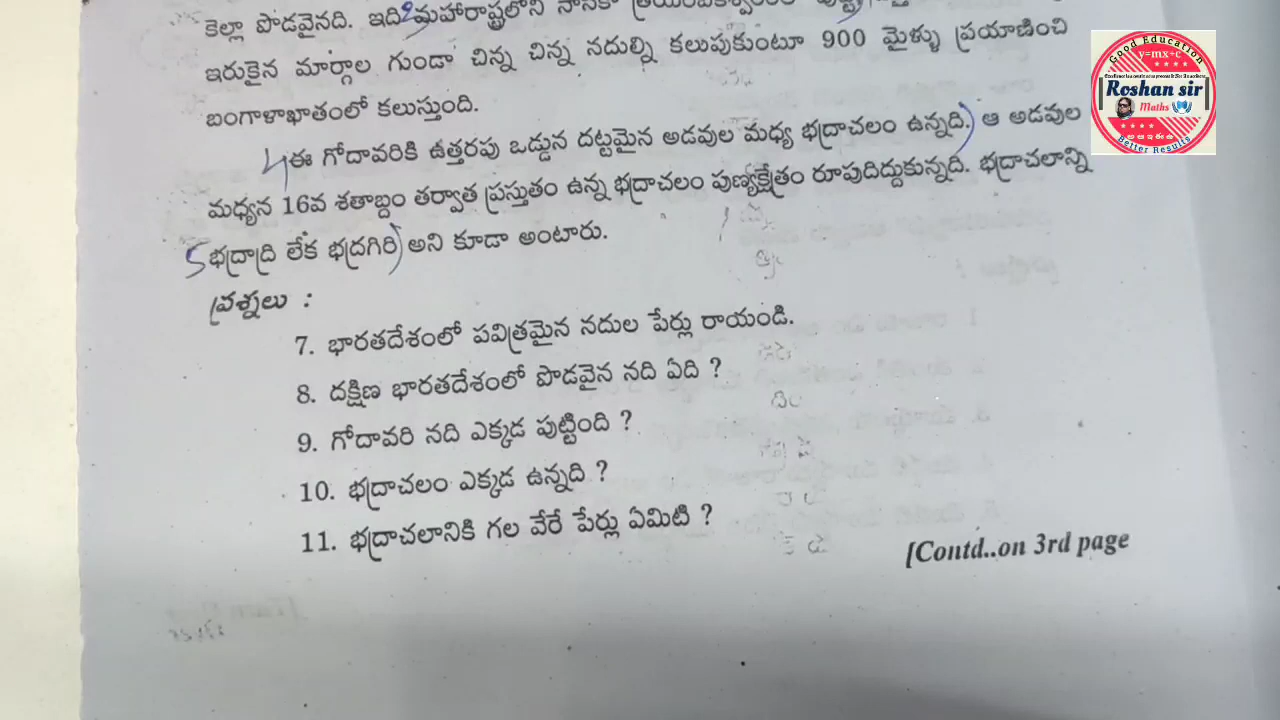 కెల్లా పొడవైనది. ఇది మహారాష్ట్రలోని
ఇరుకైన మార్గాల గుండా చిన్న చిన్న నదుల్ని కలుపుకుంటూ 900 మైళ్ళు ప్రయాణించి
బంగాళాఖాతంలో కలుస్తుంది.
4 ఈ గోదావరికి ఉత్తరపు ఒడ్డున దట్టమైన అడవుల మధ్య భద్రాచలం ఉన్నది.) ఆ అడవుల
మధ్యన 16వ శతాబ్దం తర్వాత ప్రస్తుతం ఉన్న భద్రాచలం పుణ్యక్షేత్రం రూపుదిద్దుకున్నది. భద్రాచలాన్ని
5 భద్రాద్రి లేక భద్రగిరి) అని కూడా అంటారు.
ప్రశ్నలు :
7. భారతదేశంలో పవిత్రమైన నదుల పేర్లు రాయండి.
8. దక్షిణ భారతదేశంలో పొడవైన నది ఏది ?
9. గోదావరి నది ఎక్కడ పుట్టింది ?
10. భద్రాచలం ఎక్కడ ఉన్నది ?
11. భద్రాచలానికి గల వేరే పేర్లు ఏమిటి ?
[Contd..on 3rd page
Good Education
y=mx+c
Roshan sir
Maths
Better Results